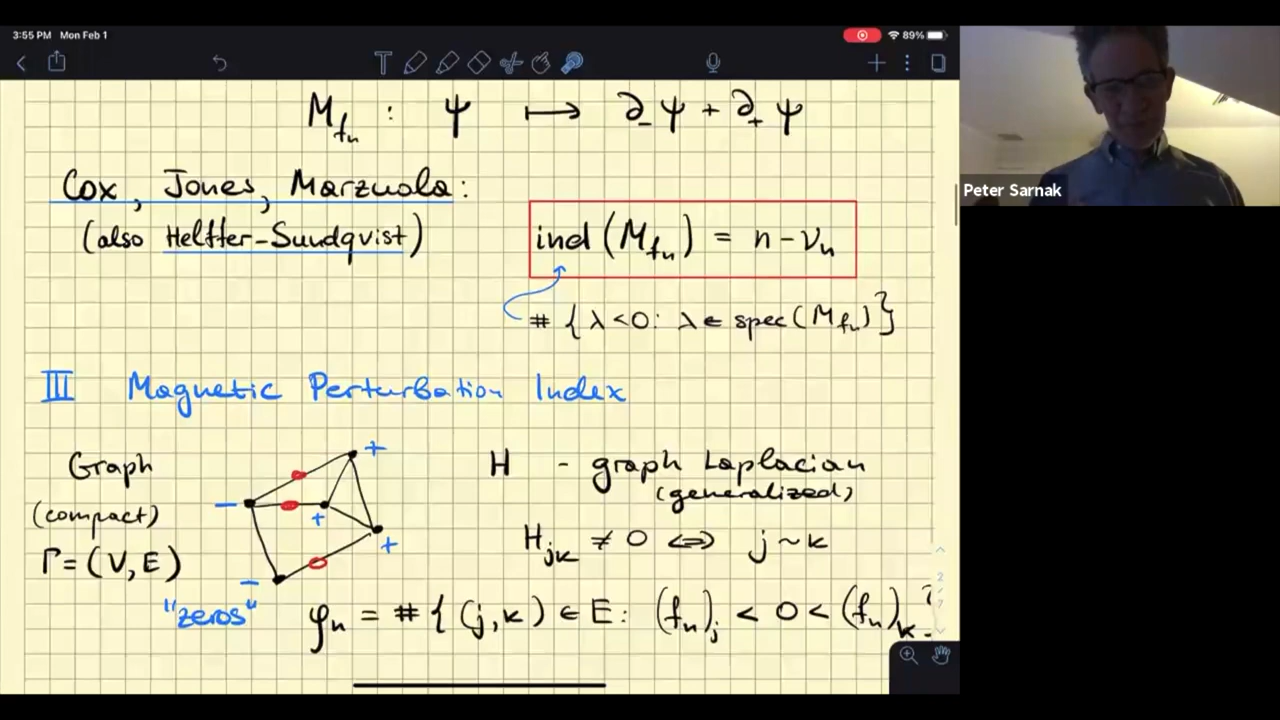 3:55 PM Mon Feb 1
89%
M_{f_n} : ψ ⟼ ∂_- ψ + ∂_+ ψ
Peter Sarnak
Cox, Jones, Marzuola:
(also Helffer-Sundqvist)
ind (M_{f_n}) = n - ν_n
# {λ<0: λ ∈ spec(M_{f_n})}
III Magnetic Perturbation Index
Graph
(compact)
Γ = (V, E)
+
−
+
+
−
"zeros"
H - graph Laplacian
(generalized)
H_{jk} ≠ 0 ⇔ j ~ k
φ_n = # { (j,k) ∈ E: (f_n)_j < 0 < (f_n)_k